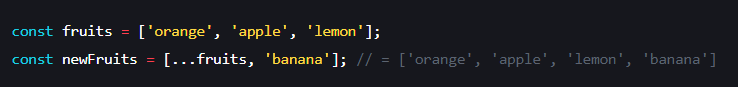 const fruits = ['orange', 'apple', 'lemon'];
const newFruits = [...fruits, 'banana']; // = ['orange', 'apple', 'lemon', 'banana']